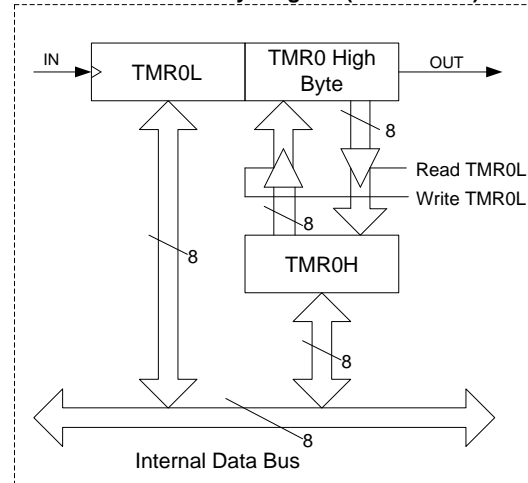 IN
TMR0L
TMR0 High
Byte
OUT
8
Read TMR0L
Write TMR0L
8
8
TMR0H
8
8
Internal Data Bus